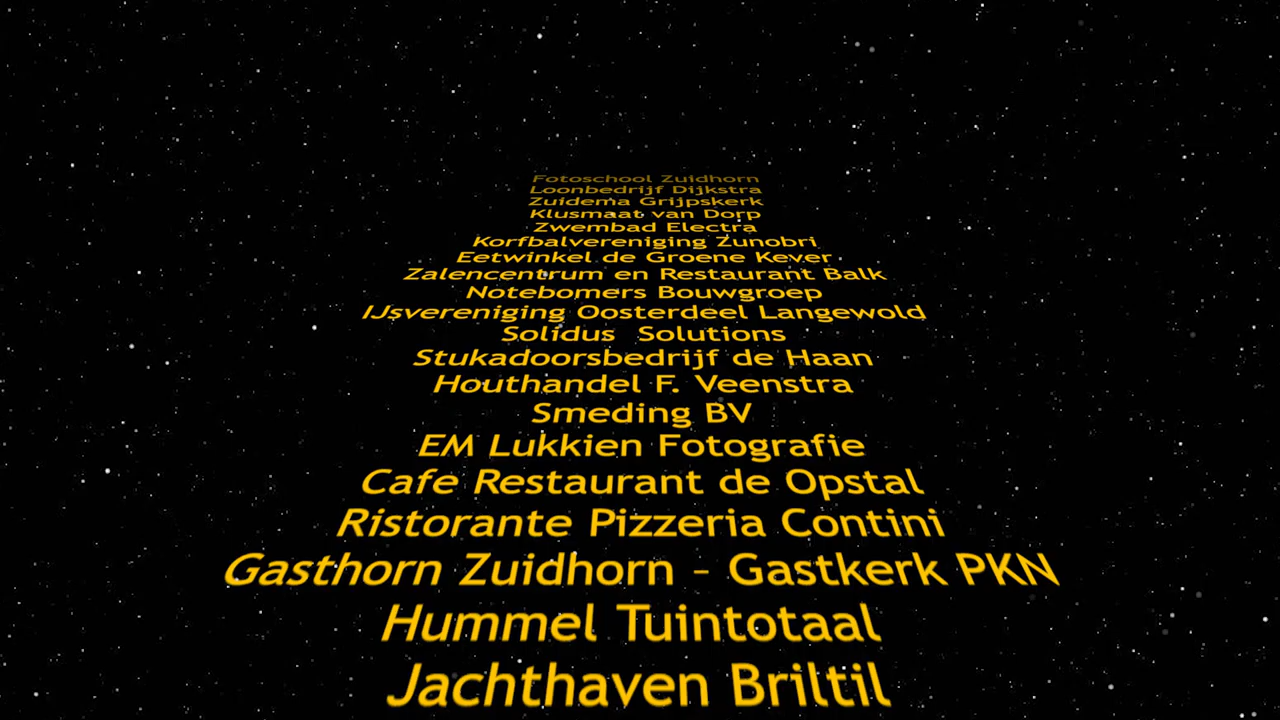 Fotoschool Zuidhorn
Loonbedrijf Dijkstra
Zuidema Grijpskerk
Klusmaat van Dorp
Zwembad Electra
Korfbalvereniging Zunobri
Eetwinkel de Groene Kever
Zalencentrum en Restaurant Balk
Notebomers Bouwgroep
IJsvereniging Oosterdeel Langewold
Solidus Solutions
Stukadoorsbedrijf de Haan
Houthandel F. Veenstra
Smeding BV
EM Lukkien Fotografie
Cafe Restaurant de Opstal
Ristorante Pizzeria Contini
Gasthorn Zuidhorn - Gastkerk PKN
Hummel Tuintotaal
Jachthaven Briltil